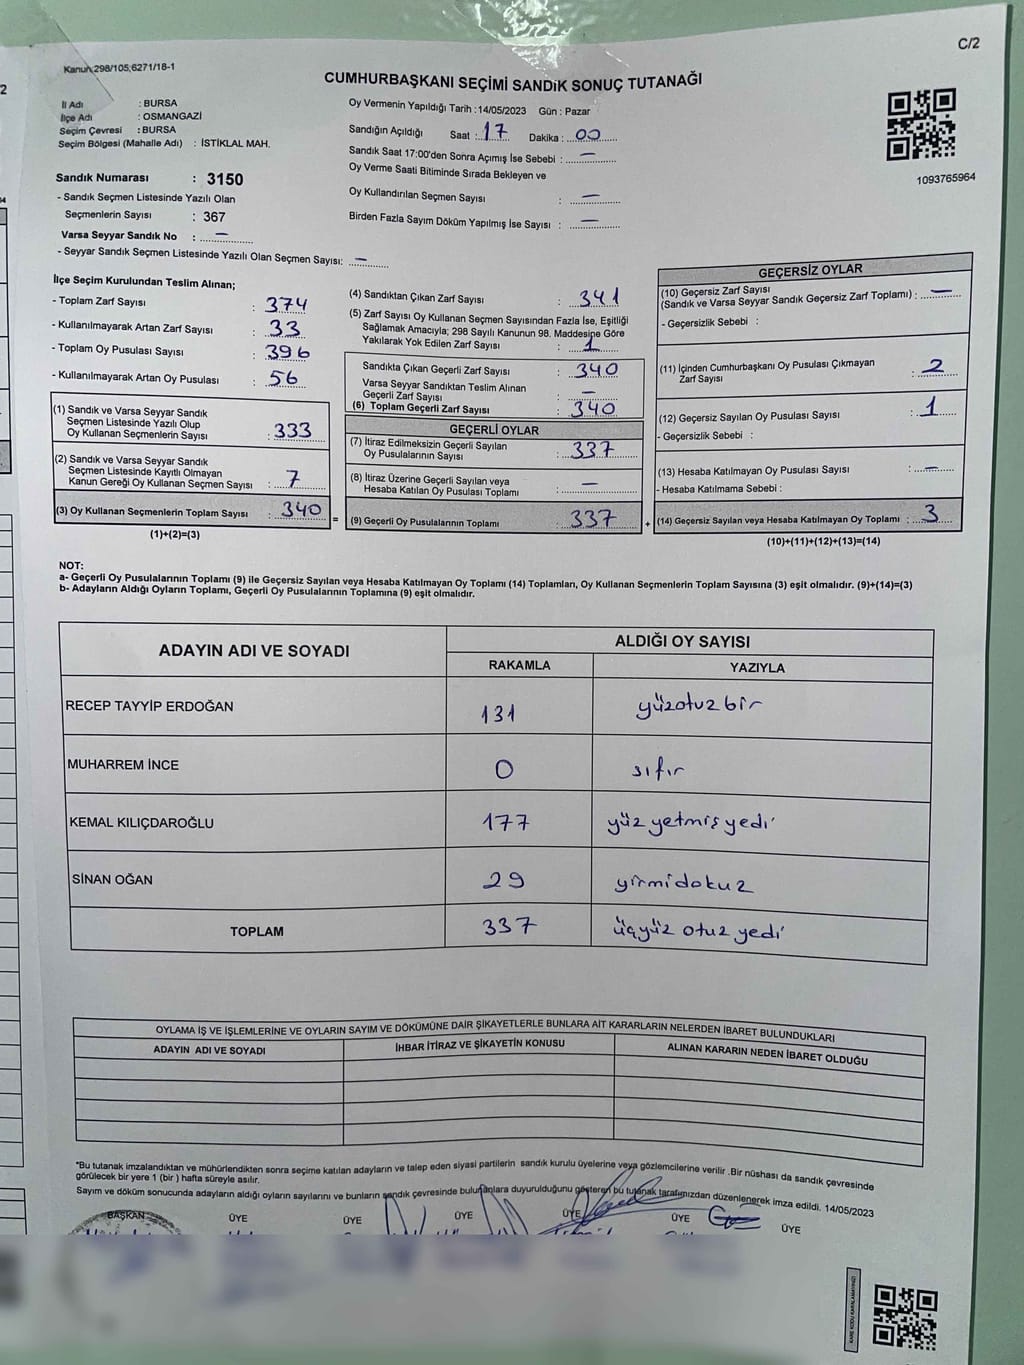 C/2
Kanun 298/105;6271/18-1
CUMHURBAŞKANI SEÇİMİ SANDIK SONUÇ TUTANAĞI
İl Adı : BURSA
İlçe Adı : OSMANGAZİ
Seçim Çevresi : BURSA
Seçim Bölgesi (Mahalle Adı) : İSTİKLAL MAH.
Oy Vermenin Yapıldığı Tarih : 14/05/2023 Gün : Pazar
Sandığın Açıldığı Saat : 17 Dakika : 00
Sandık Saat 17:00'den Sonra Açımış İse Sebebi : —
Oy Verme Saati Bitiminde Sırada Bekleyen ve
Oy Kullandırılan Seçmen Sayısı : —
Birden Fazla Sayım Döküm Yapılmış İse Sayısı : —
1093765964
Sandık Numarası : 3150
- Sandık Seçmen Listesinde Yazılı Olan
Seçmenlerin Sayısı : 367
Varsa Seyyar Sandık No : —
- Seyyar Sandık Seçmen Listesinde Yazılı Olan Seçmen Sayısı: —
İlçe Seçim Kurulundan Teslim Alınan;
- Toplam Zarf Sayısı : 374
- Kullanılmayarak Artan Zarf Sayısı : 33
- Toplam Oy Pusulası Sayısı : 396
- Kullanılmayarak Artan Oy Pusulası : 56
(1) Sandık ve Varsa Seyyar Sandık
Seçmen Listesinde Yazılı Olup
Oy Kullanan Seçmenlerin Sayısı : 333
(2) Sandık ve Varsa Seyyar Sandık
Seçmen Listesinde Kayıtlı Olmayan
Kanun Gereği Oy Kullanan Seçmen Sayısı : 7
(3) Oy Kullanan Seçmenlerin Toplam Sayısı : 340
(1)+(2)=(3)
(4) Sandıktan Çıkan Zarf Sayısı : 341
(5) Zarf Sayısı Oy Kullanan Seçmen Sayısından Fazla İse, Eşitliği
Sağlamak Amacıyla; 298 Sayılı Kanunun 98. Maddesine Göre
Yakılarak Yok Edilen Zarf Sayısı : 1
Sandıkta Çıkan Geçerli Zarf Sayısı : 340
Varsa Seyyar Sandıktan Teslim Alınan
Geçerli Zarf Sayısı : —
(6) Toplam Geçerli Zarf Sayısı : 340
GEÇERLİ OYLAR
(7) İtiraz Edilmeksizin Geçerli Sayılan
Oy Pusulalarının Sayısı : 337
(8) İtiraz Üzerine Geçerli Sayılan veya
Hesaba Katılan Oy Pusulası Toplamı : —
= (9) Geçerli Oy Pusulalarının Toplamı : 337
GEÇERSİZ OYLAR
(10) Geçersiz Zarf Sayısı
(Sandık ve Varsa Seyyar Sandık Geçersiz Zarf Toplamı) : —
- Geçersizlik Sebebi :
(11) İçinden Cumhurbaşkanı Oy Pusulası Çıkmayan
Zarf Sayısı : 2
(12) Geçersiz Sayılan Oy Pusulası Sayısı : 1
- Geçersizlik Sebebi :
(13) Hesaba Katılmayan Oy Pusulası Sayısı : —
- Hesaba Katılmama Sebebi :
+ (14) Geçersiz Sayılan veya Hesaba Katılmayan Oy Toplamı : 3
(10)+(11)+(12)+(13)=(14)
NOT:
a- Geçerli Oy Pusulalarının Toplamı (9) ile Geçersiz Sayılan veya Hesaba Katılmayan Oy Toplamı (14) Toplamları, Oy Kullanan Seçmenlerin Toplam Sayısına (3) eşit olmalıdır. (9)+(14)=(3)
b- Adayların Aldığı Oyların Toplamı, Geçerli Oy Pusulalarının Toplamına (9) eşit olmalıdır.
ADAYIN ADI VE SOYADI ALDIĞI OY SAYISI
RAKAMLA YAZIYLA
RECEP TAYYİP ERDOĞAN 131 yüzotuzbir
MUHARREM İNCE 0 sıfır
KEMAL KILIÇDAROĞLU 177 yüz yetmiş yedi
SİNAN OĞAN 29 yirmidokuz
TOPLAM 337 üçyüz otuz yedi
OYLAMA İŞ VE İŞLEMLERİNE VE OYLARIN SAYIM VE DÖKÜMÜNE DAİR ŞİKAYETLERLE BUNLARA AİT KARARLARIN NELERDEN İBARET BULUNDUKLARI
ADAYIN ADI VE SOYADI İHBAR İTİRAZ VE ŞİKAYETİN KONUSU ALINAN KARARIN NEDEN İBARET OLDUĞU
*Bu tutanak imzalandıktan ve mühürlendikten sonra seçime katılan adayların ve talep eden siyasi partilerin sandık kurulu üyelerine veya gözlemcilerine verilir .Bir nüshası da sandık çevresinde
görülecek bir yere 1 (bir ) hafta süreyle asılır.
Sayım ve döküm sonucunda adayların aldığı oyların sayılarını ve bunların sandık çevresinde bulunanlara duyurulduğunu gösteren bu tutanak tarafımızdan düzenlenerek imza edildi. 14/05/2023
BAŞKAN ÜYE ÜYE ÜYE ÜYE ÜYE ÜYE